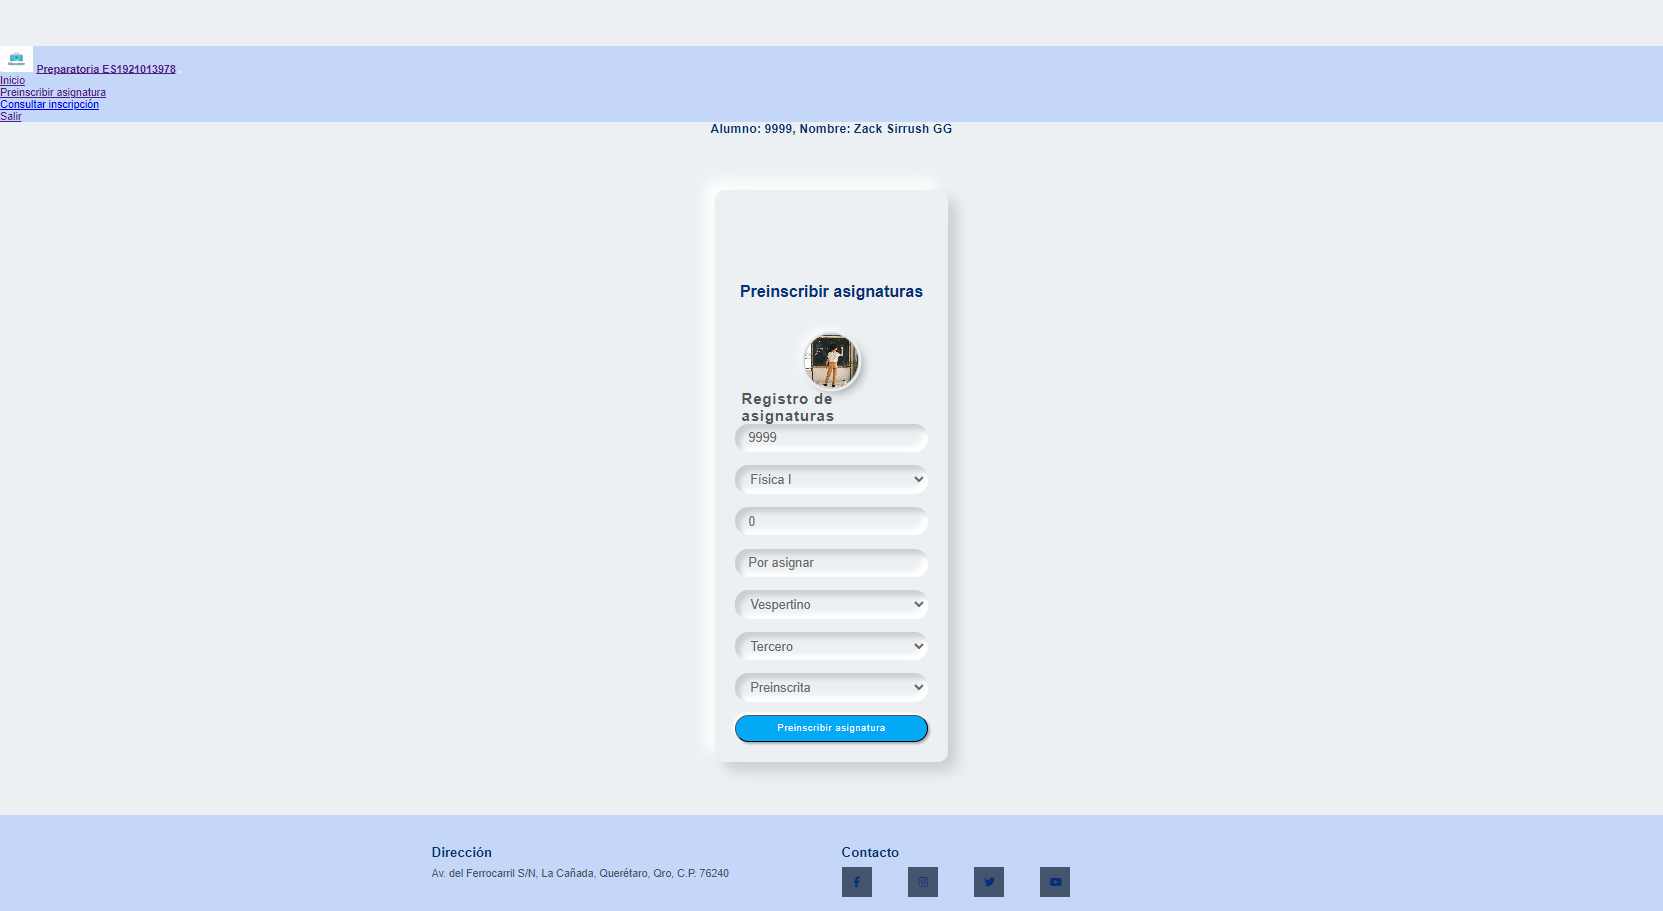 Preparatoria ES1921013978
Inicio
Preinscribir asignatura
Consultar inscripción
Salir
Alumno: 9999, Nombre: Zack Sirrush GG
Preinscribir asignaturas
Registro de
asignaturas
9999
Física I
0
Por asignar
Vespertino
Tercero
Preinscrita
Preinscribir asignatura
Dirección
Av. del Ferrocarril S/N, La Cañada, Querétaro, Qro, C.P. 76240
Contacto